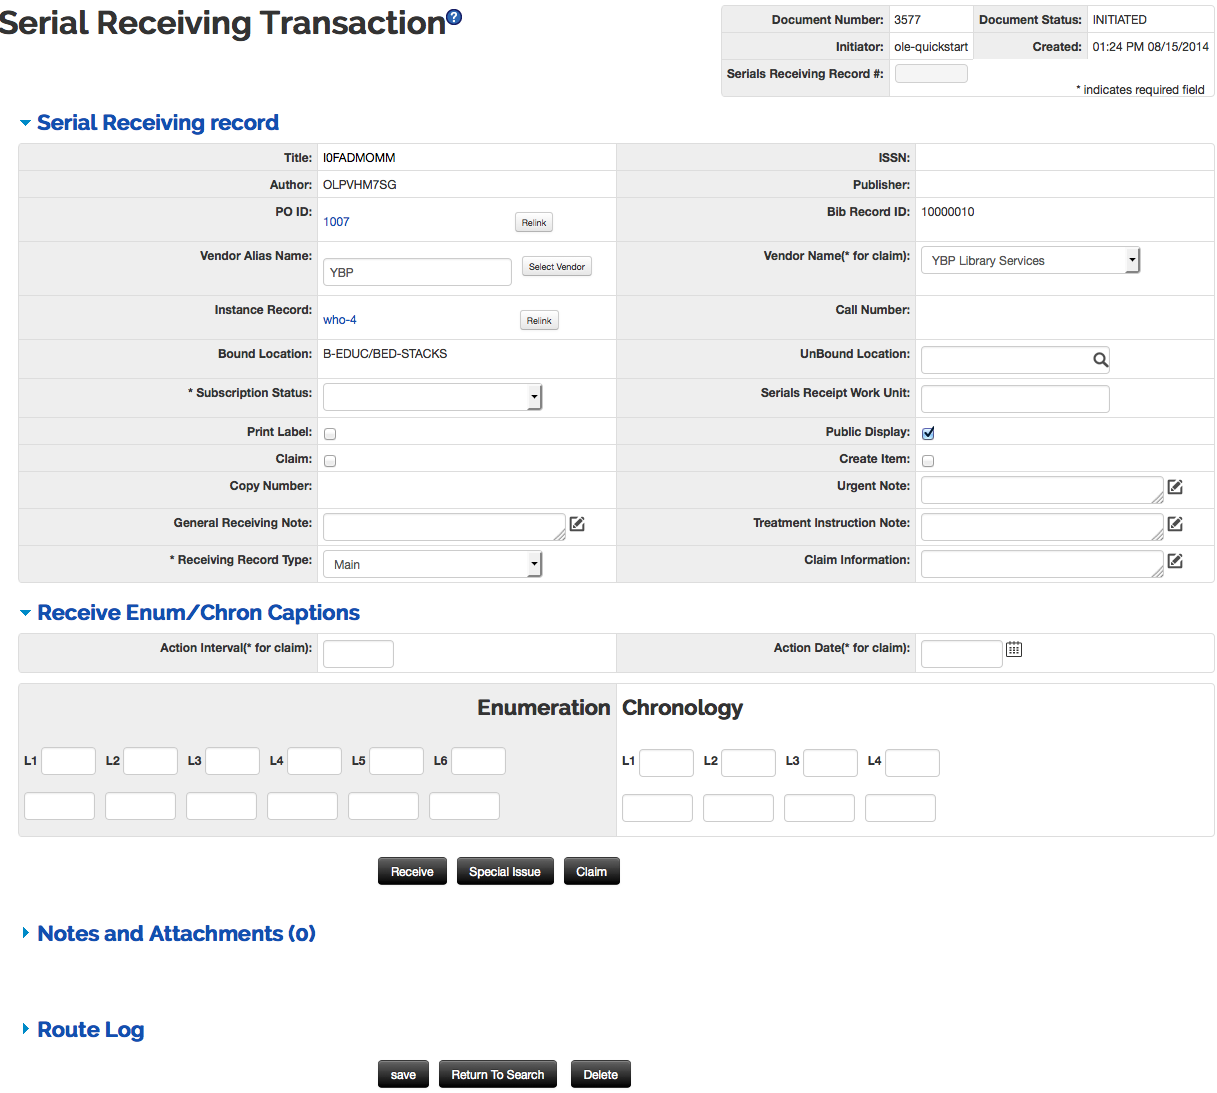 Serial Receiving Transaction?
Document Number: 3577 Document Status: INITIATED
Initiator: ole-quickstart Created: 01:24 PM 08/15/2014
Serials Receiving Record #:
* indicates required field
Serial Receiving record
Title: I0FADMOMM ISSN:
Author: OLPVHM7SG Publisher:
PO ID: 1007 Relink Bib Record ID: 10000010
Vendor Alias Name: YBP Select Vendor Vendor Name(* for claim): YBP Library Services
Instance Record: who-4 Relink Call Number:
Bound Location: B-EDUC/BED-STACKS UnBound Location:
* Subscription Status: Serials Receipt Work Unit:
Print Label: Public Display:
Claim: Create Item:
Copy Number: Urgent Note:
General Receiving Note: Treatment Instruction Note:
* Receiving Record Type: Main Claim Information:
Receive Enum/Chron Captions
Action Interval(* for claim): Action Date(* for claim):
Enumeration Chronology
L1 L2 L3 L4 L5 L6 L1 L2 L3 L4
Receive Special Issue Claim
Notes and Attachments (0)
Route Log
save Return To Search Delete